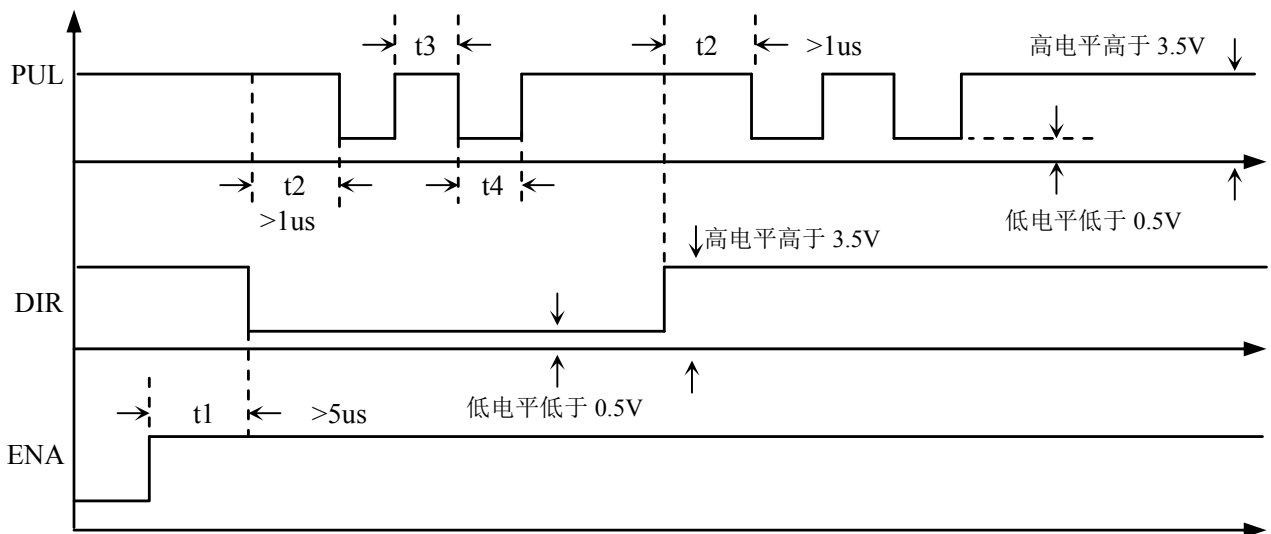 t3
t2
>1us
高电平高于 3.5V
PUL
t2
t4
>1us
低电平低于 0.5V
高电平高于 3.5V
DIR
低电平低于 0.5V
t1
>5us
ENA